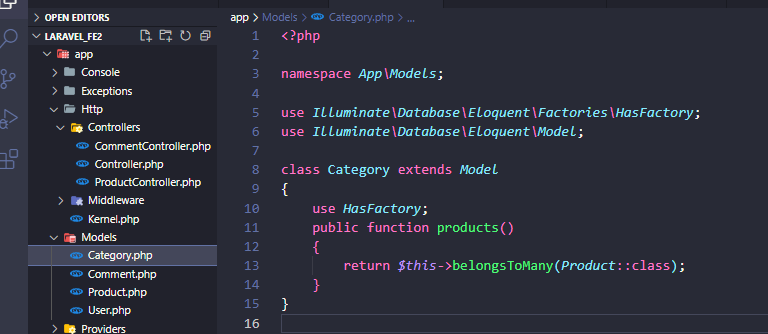 OPEN EDITORS
LARAVEL_FE2
app
Console
Exceptions
Http
Controllers
CommentController.php
Controller.php
ProductController.php
Middleware
Kernel.php
Models
Category.php
Comment.php
Product.php
User.php
Providers
app > Models > Category.php > ...
1 <?php
2
3 namespace App\Models;
4
5 use Illuminate\Database\Eloquent\Factories\HasFactory;
6 use Illuminate\Database\Eloquent\Model;
7
8 class Category extends Model
9 {
10 use HasFactory;
11 public function products()
12 {
13 return $this->belongsToMany(Product::class);
14 }
15 }
16